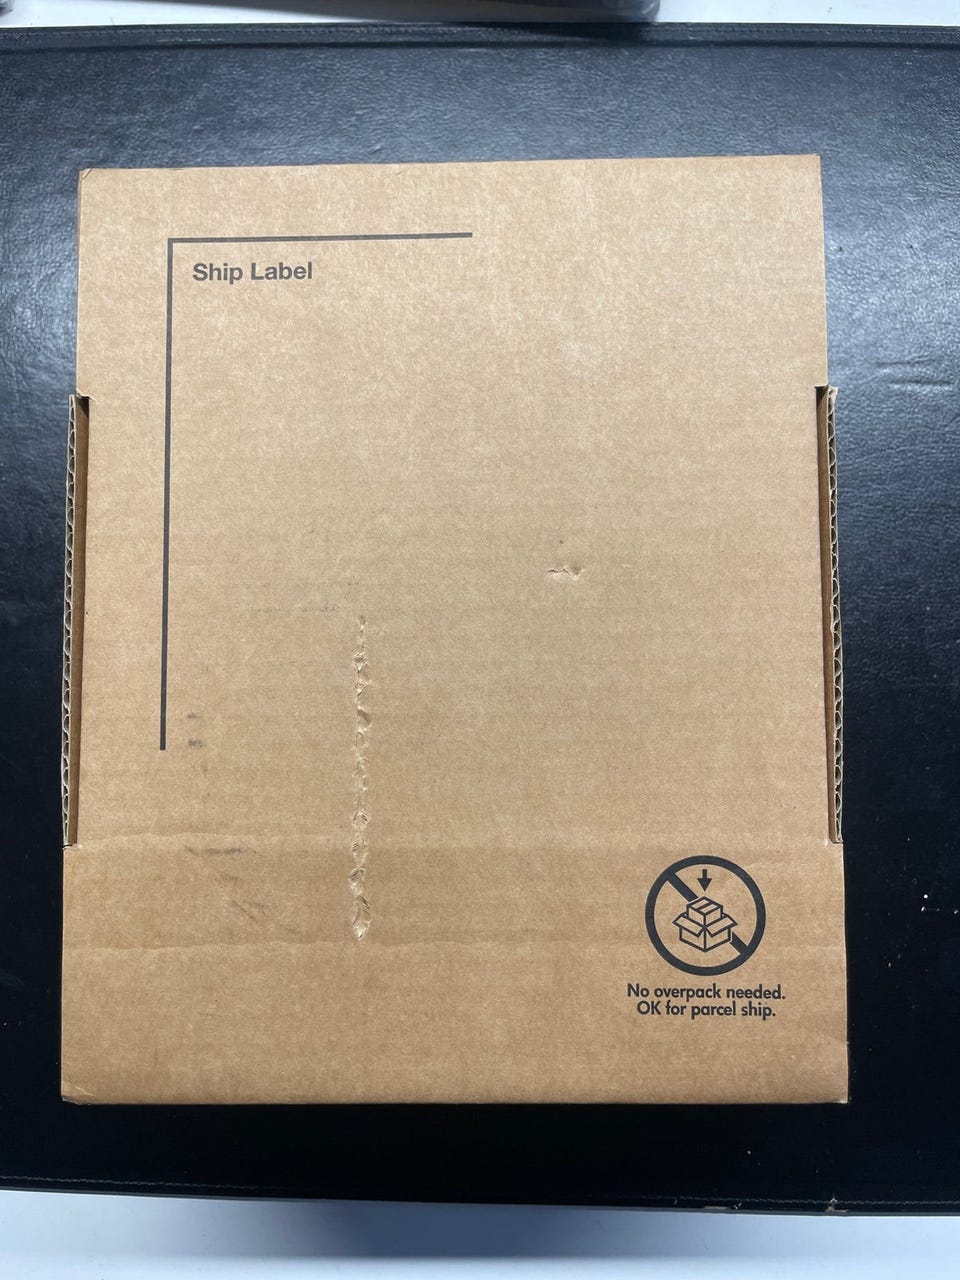 Ship Label
No overpack needed.
OK for parcel ship.